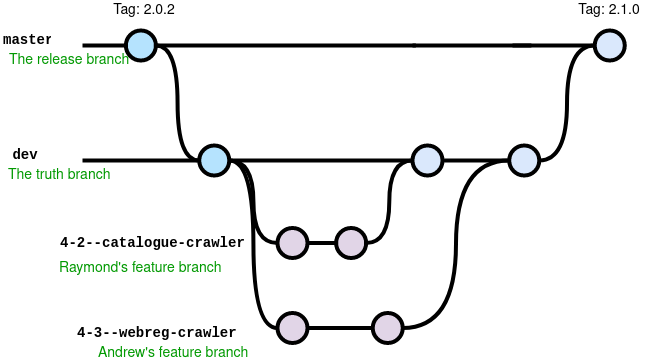 Tag: 2.0.2
Tag: 2.1.0
master
The release branch
dev
The truth branch
4-2--catalogue-crawler
Raymond's feature branch
4-3--webreg-crawler
Andrew's feature branch